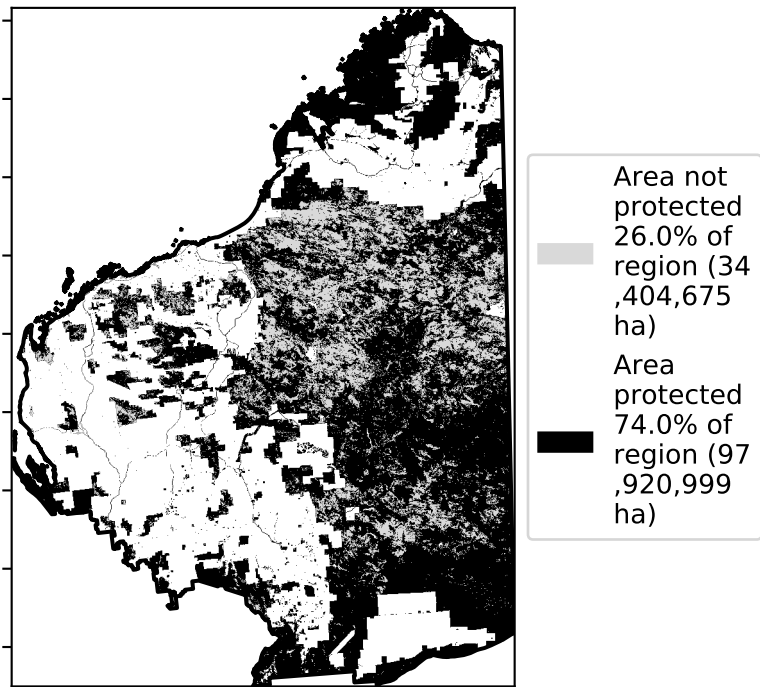 Area not
protected
26.0% of
region (34
,404,675
ha)
Area
protected
74.0% of
region (97
,920,999
ha)